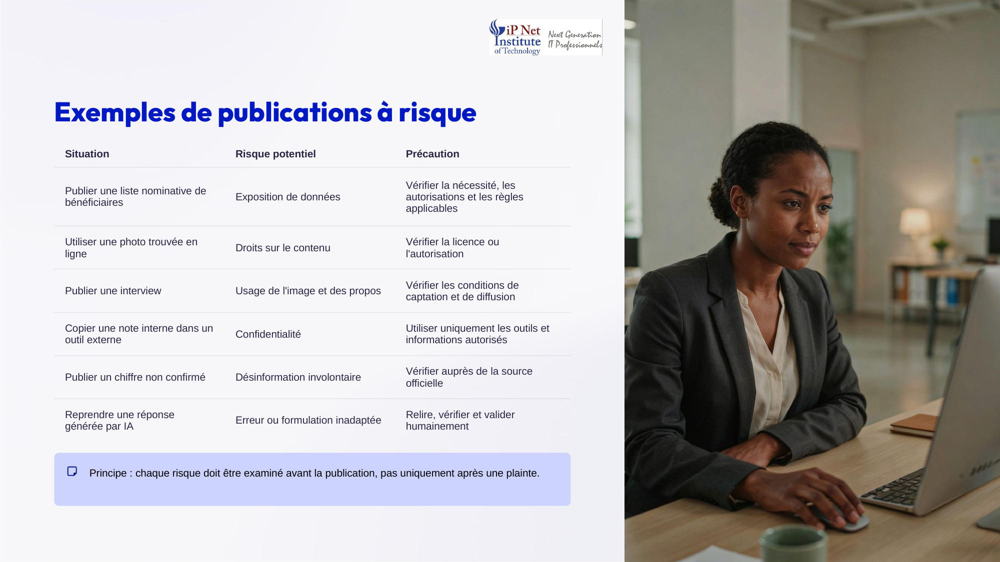 iP Net
Institute
of Technology
Next Generation
IT Professionnels
Exemples de publications à risque
Situation
Risque potentiel
Précaution
Publier une liste nominative de
bénéficiaires
Exposition de données
Vérifier la nécessité, les
autorisations et les règles
applicables
Utiliser une photo trouvée en
ligne
Droits sur le contenu
Vérifier la licence ou
l'autorisation
Publier une interview
Usage de l'image et des propos
Vérifier les conditions de
captation et de diffusion
Copier une note interne dans un
outil externe
Confidentialité
Utiliser uniquement les outils et
informations autorisés
Publier un chiffre non confirmé
Désinformation involontaire
Vérifier auprès de la source
officielle
Reprendre une réponse
générée par IA
Erreur ou formulation inadaptée
Relire, vérifier et valider
humainement
Principe : chaque risque doit être examiné avant la publication, pas uniquement après une plainte.